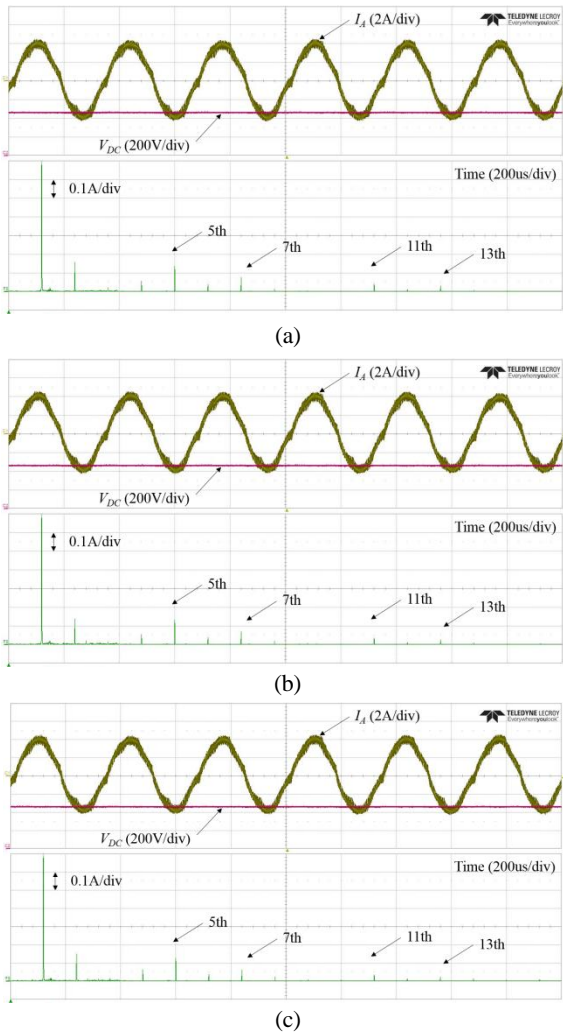 I_A (2A/div)
TELEDYNE LECROY
Everywhereyoulook
V_DC (200V/div)
Time (200us/div)
0.1A/div
5th
7th
11th
13th
(a)
I_A (2A/div)
TELEDYNE LECROY
Everywhereyoulook
V_DC (200V/div)
Time (200us/div)
0.1A/div
5th
7th
11th
13th
(b)
I_A (2A/div)
TELEDYNE LECROY
Everywhereyoulook
V_DC (200V/div)
Time (200us/div)
0.1A/div
5th
7th
11th
13th
(c)